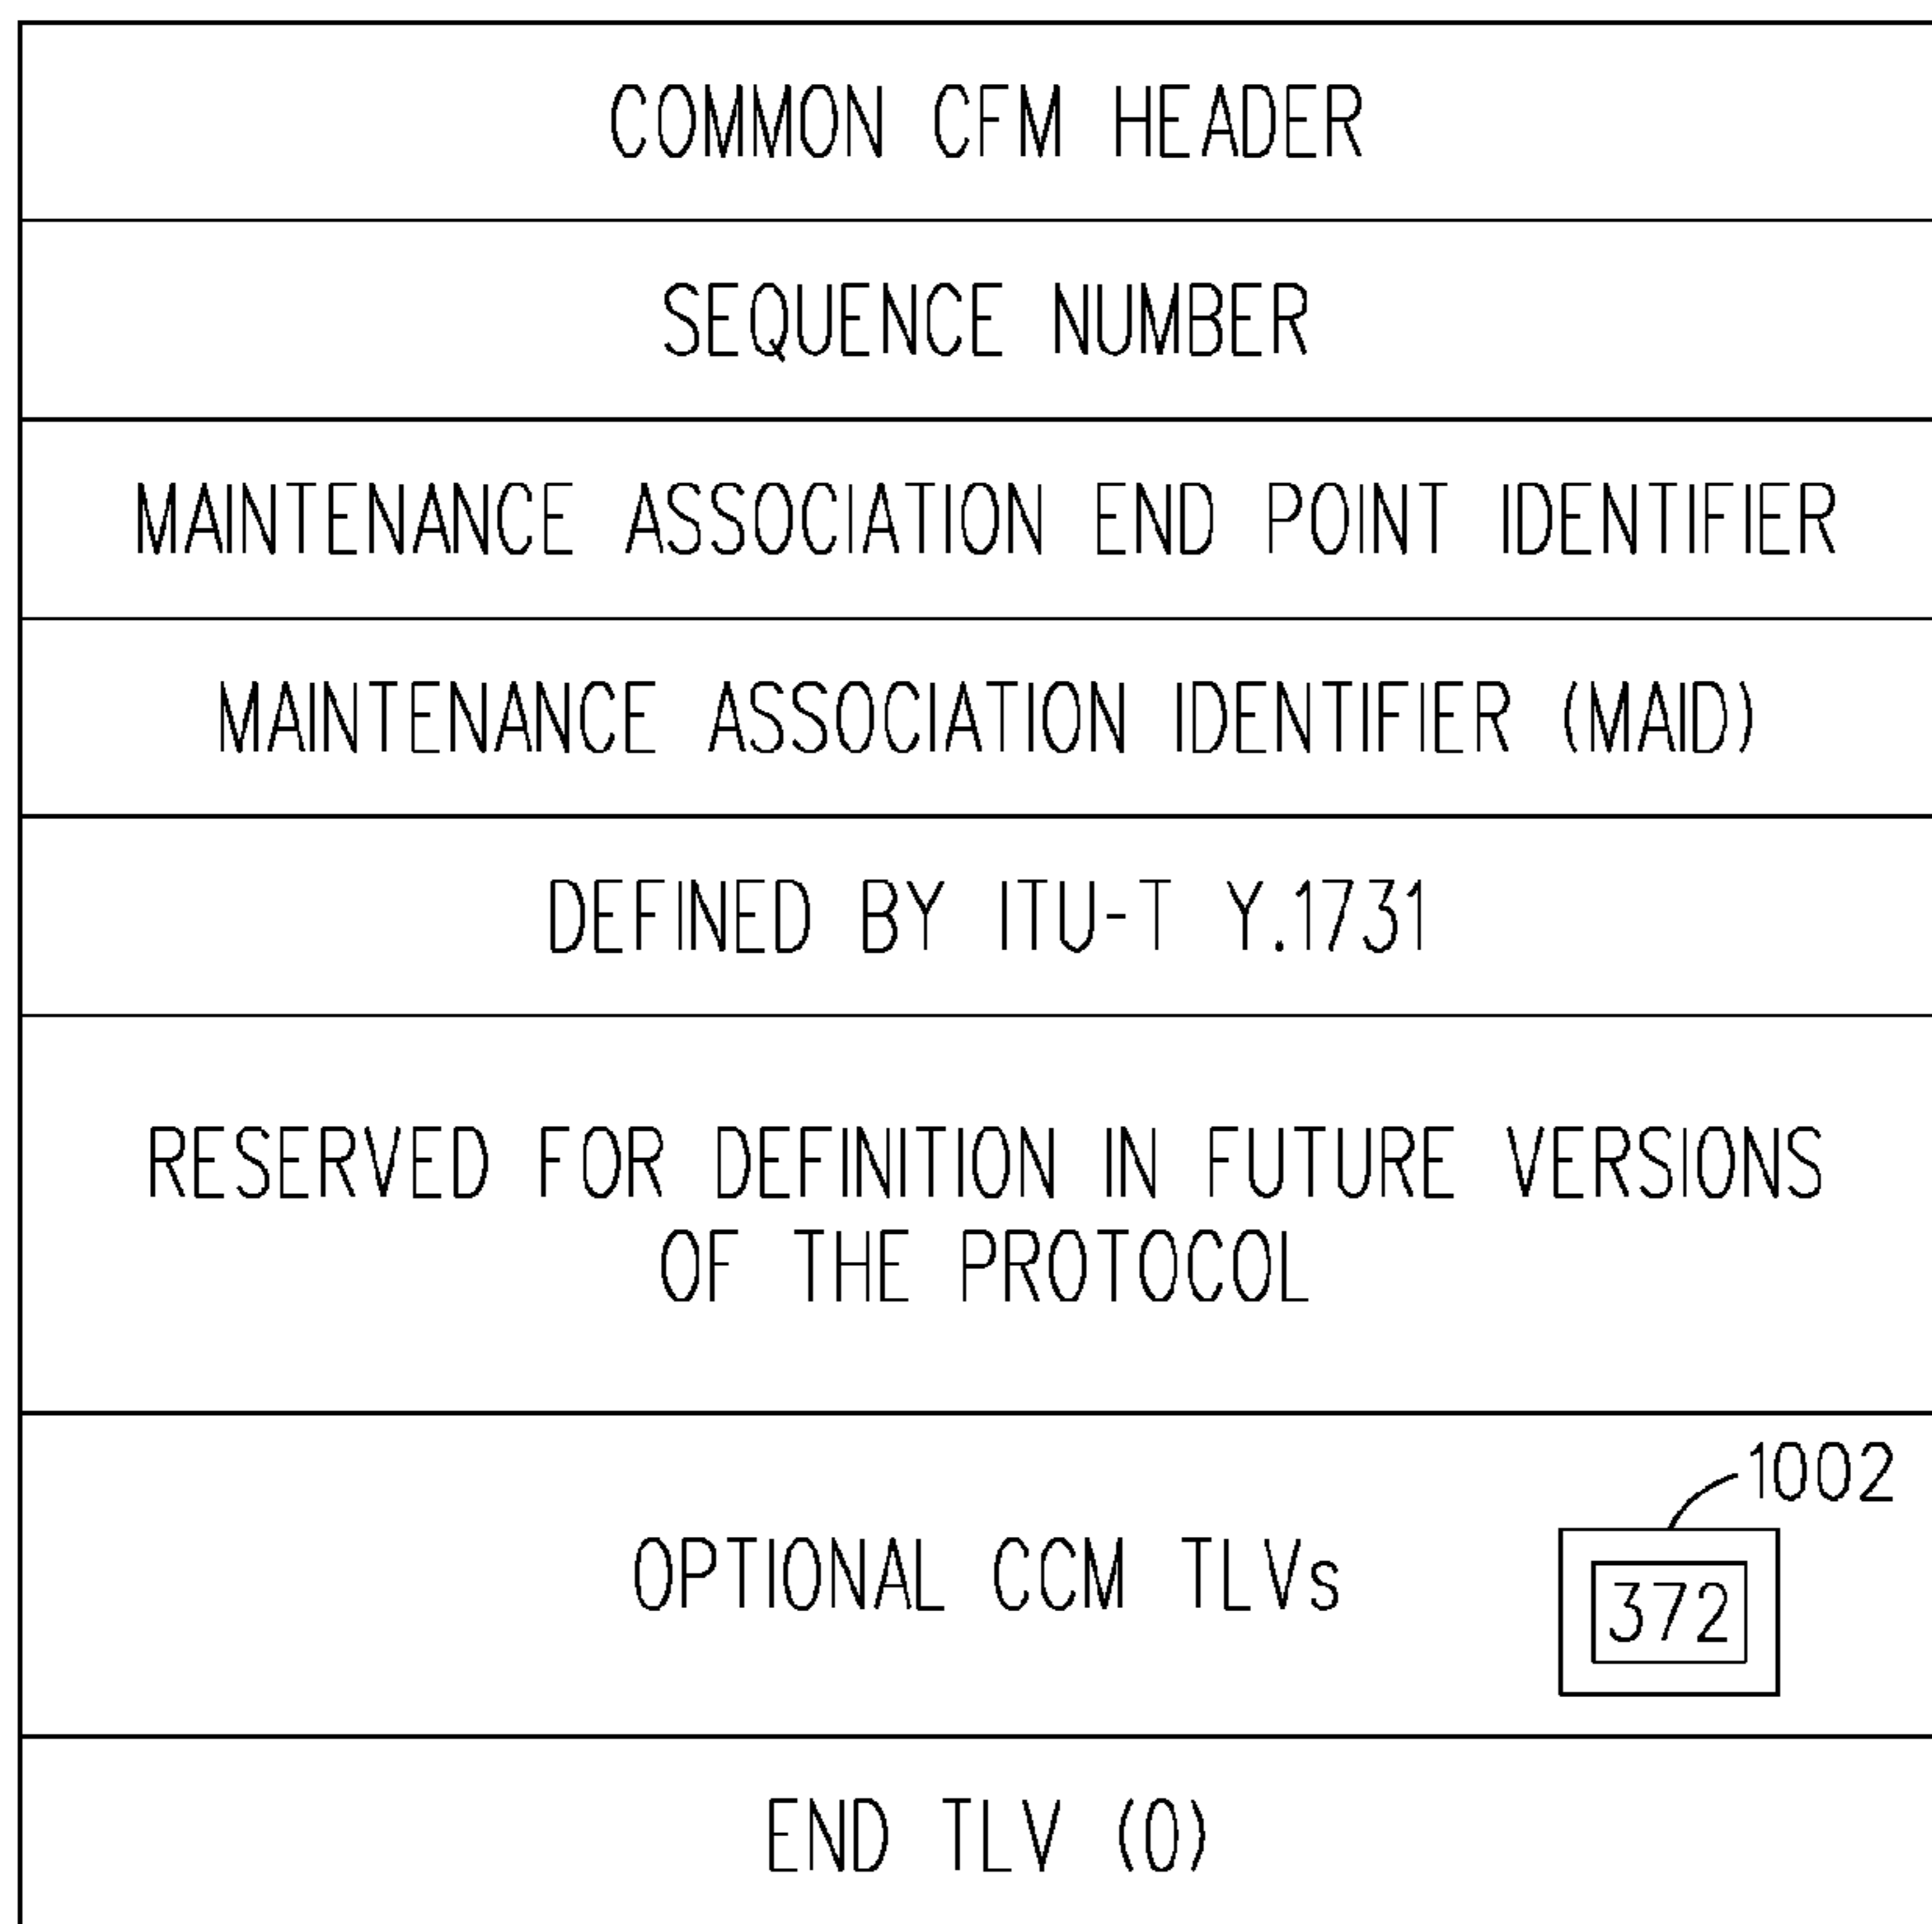 COMMON CFM HEADER
SEQUENCE NUMBER
MAINTENANCE ASSOCIATION END POINT IDENTIFIER
MAINTENANCE ASSOCIATION IDENTIFIER (MAID)
DEFINED BY ITU-T Y.1731
RESERVED FOR DEFINITION IN FUTURE VERSIONS
OF THE PROTOCOL
1002
OPTIONAL CCM TLVs
372
END TLV (0)